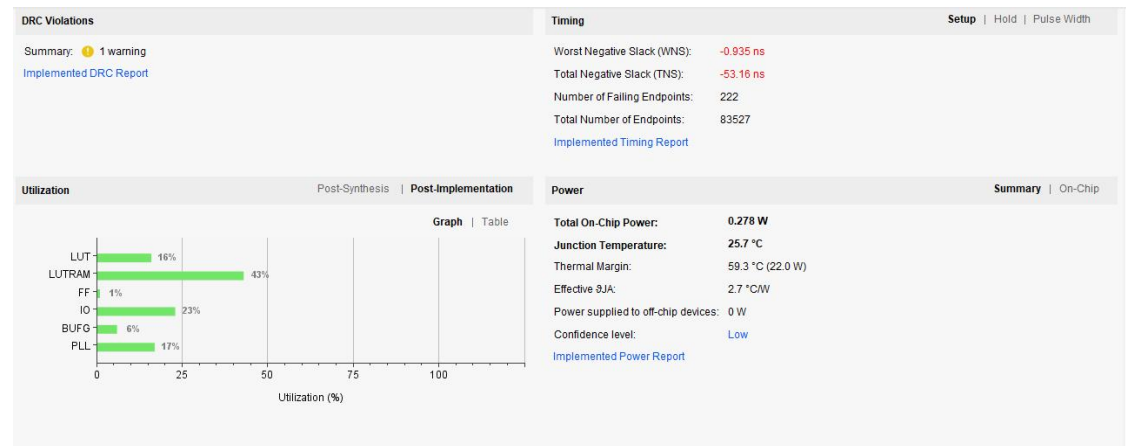 DRC Violations
Summary: 1 warning
Implemented DRC Report
Timing
Setup | Hold | Pulse Width
Worst Negative Slack (WNS): -0.935 ns
Total Negative Slack (TNS): -53.16 ns
Number of Failing Endpoints: 222
Total Number of Endpoints: 83527
Implemented Timing Report
Utilization
Post-Synthesis | Post-Implementation
Graph | Table
LUT 16%
LUTRAM 43%
FF 1%
IO 23%
BUFG 6%
PLL 17%
0 25 50 75 100
Utilization (%)
Power
Summary | On-Chip
Total On-Chip Power: 0.278 W
Junction Temperature: 25.7 °C
Thermal Margin: 59.3 °C (22.0 W)
Effective ϑJA: 2.7 °C/W
Power supplied to off-chip devices: 0 W
Confidence level: Low
Implemented Power Report